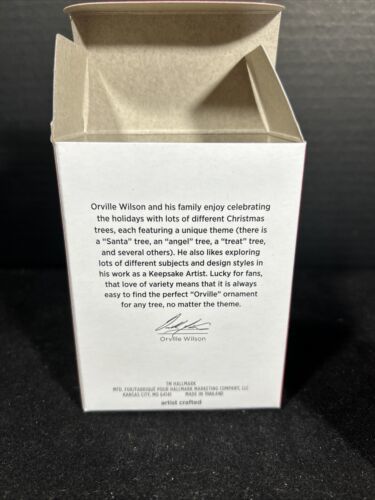 Orville Wilson and his family enjoy celebrating
the holidays with lots of different Christmas
trees, each featuring a unique theme (there is
a “Santa” tree, an “angel” tree, a “treat” tree,
and several others). He also likes exploring
lots of different subjects and design styles in
his work as a Keepsake Artist. Lucky for fans,
that love of variety means that it is always
easy to find the perfect “Orville” ornament
for any tree, no matter the theme.
Orville Wilson
TM HALLMARK
MFD. FOR/FABRIQUÉ POUR HALLMARK MARKETING COMPANY, LLC
KANSAS CITY, MO 64141 MADE IN THAILAND
artist crafted